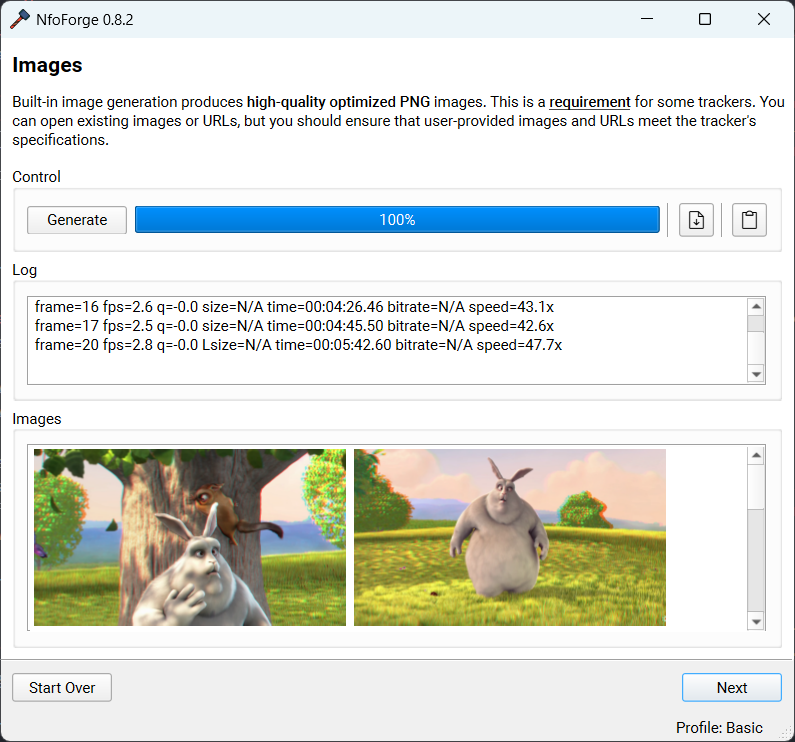 NfoForge 0.8.2
Images
Built-in image generation produces high-quality optimized PNG images. This is a requirement for some trackers. You
can open existing images or URLs, but you should ensure that user-provided images and URLs meet the tracker's
specifications.
Control
Generate
100%
Log
frame=16 fps=2.6 q=-0.0 size=N/A time=00:04:26.46 bitrate=N/A speed=43.1x
frame=17 fps=2.5 q=-0.0 size=N/A time=00:04:45.50 bitrate=N/A speed=42.6x
frame=20 fps=2.8 q=-0.0 Lsize=N/A time=00:05:42.60 bitrate=N/A speed=47.7x
Images
Start Over
Next
Profile: Basic